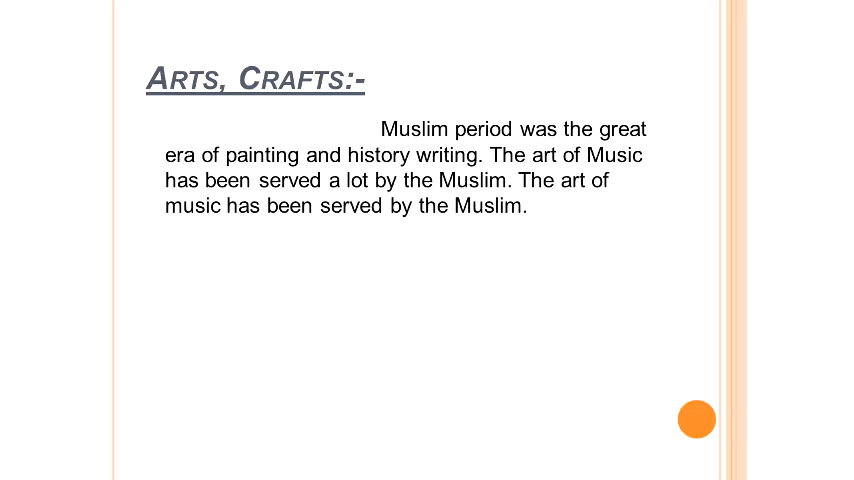 ARTS, CRAFTS:-
Muslim period was the great
era of painting and history writing. The art of Music
has been served a lot by the Muslim. The art of
music has been served by the Muslim.